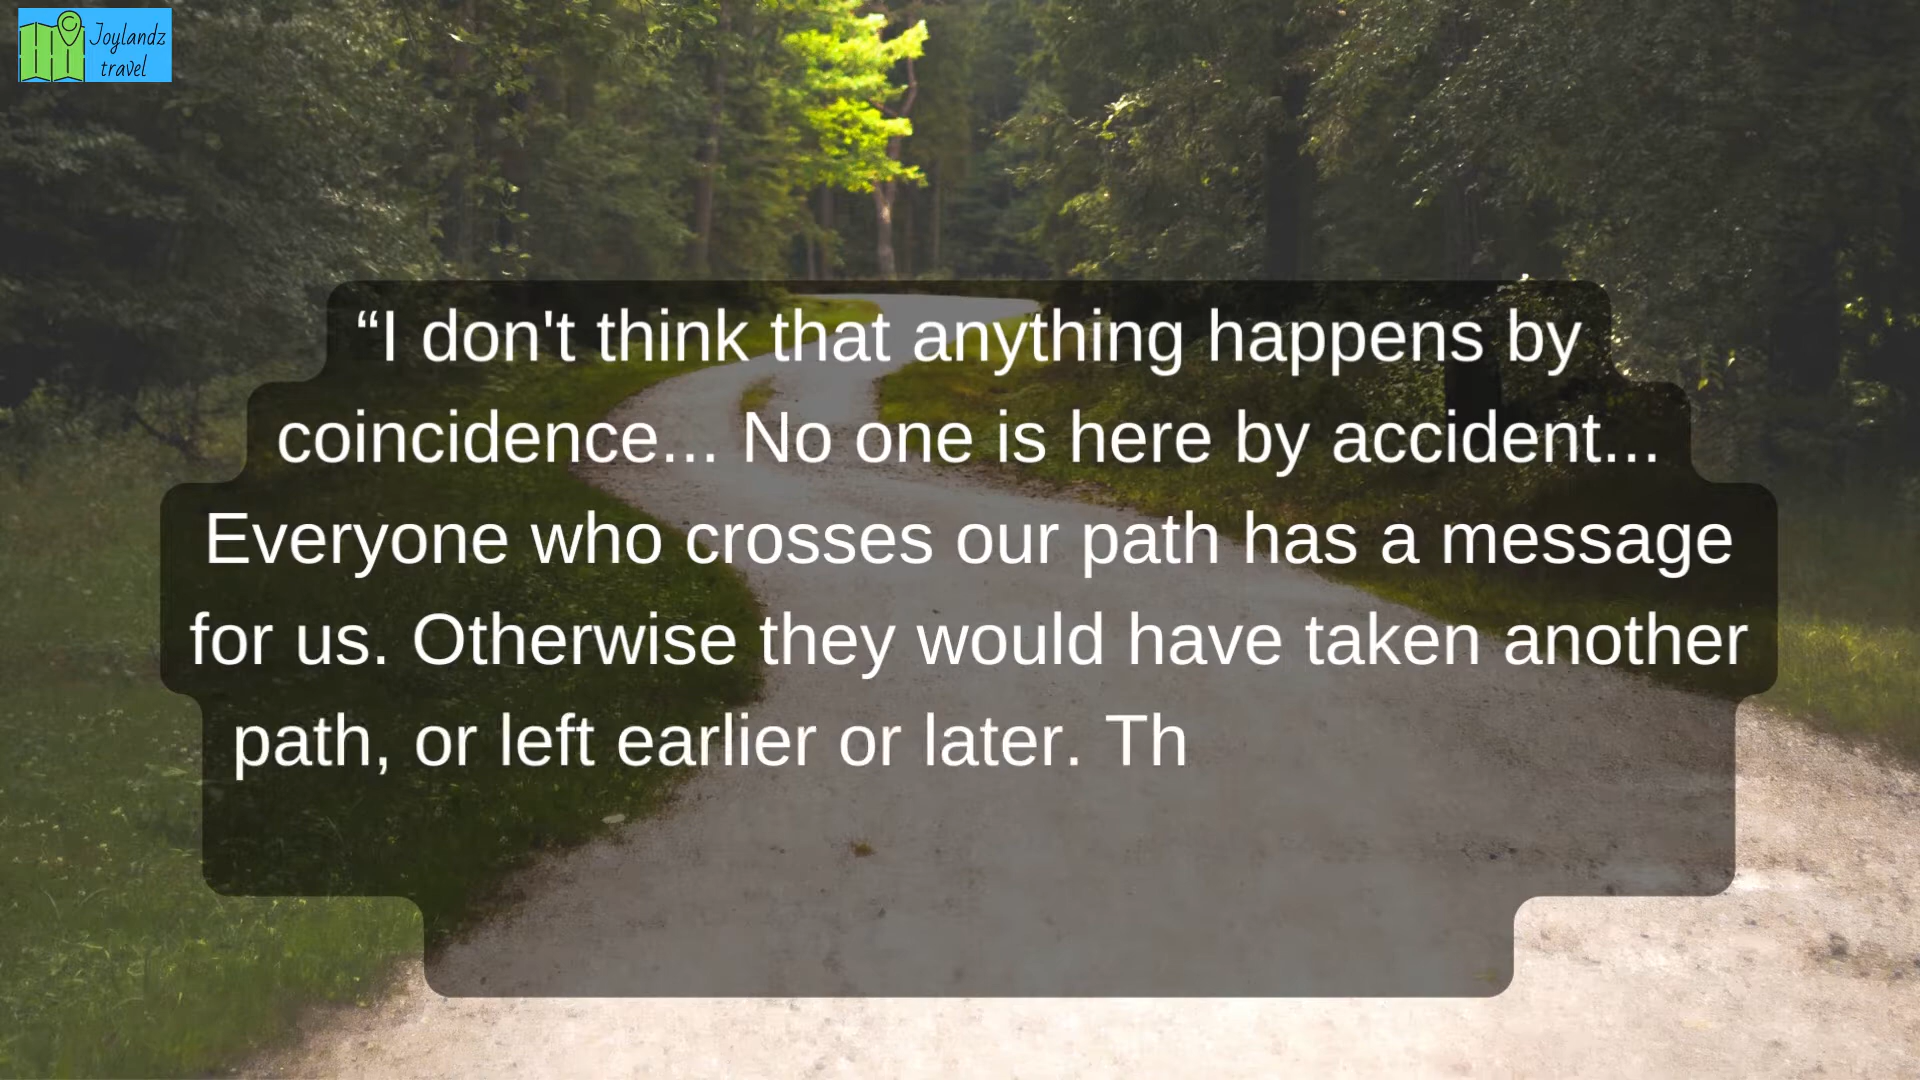 Joylandz
travel
“I don't think that anything happens by
coincidence... No one is here by accident...
Everyone who crosses our path has a message
for us. Otherwise they would have taken another
path, or left earlier or later. Th